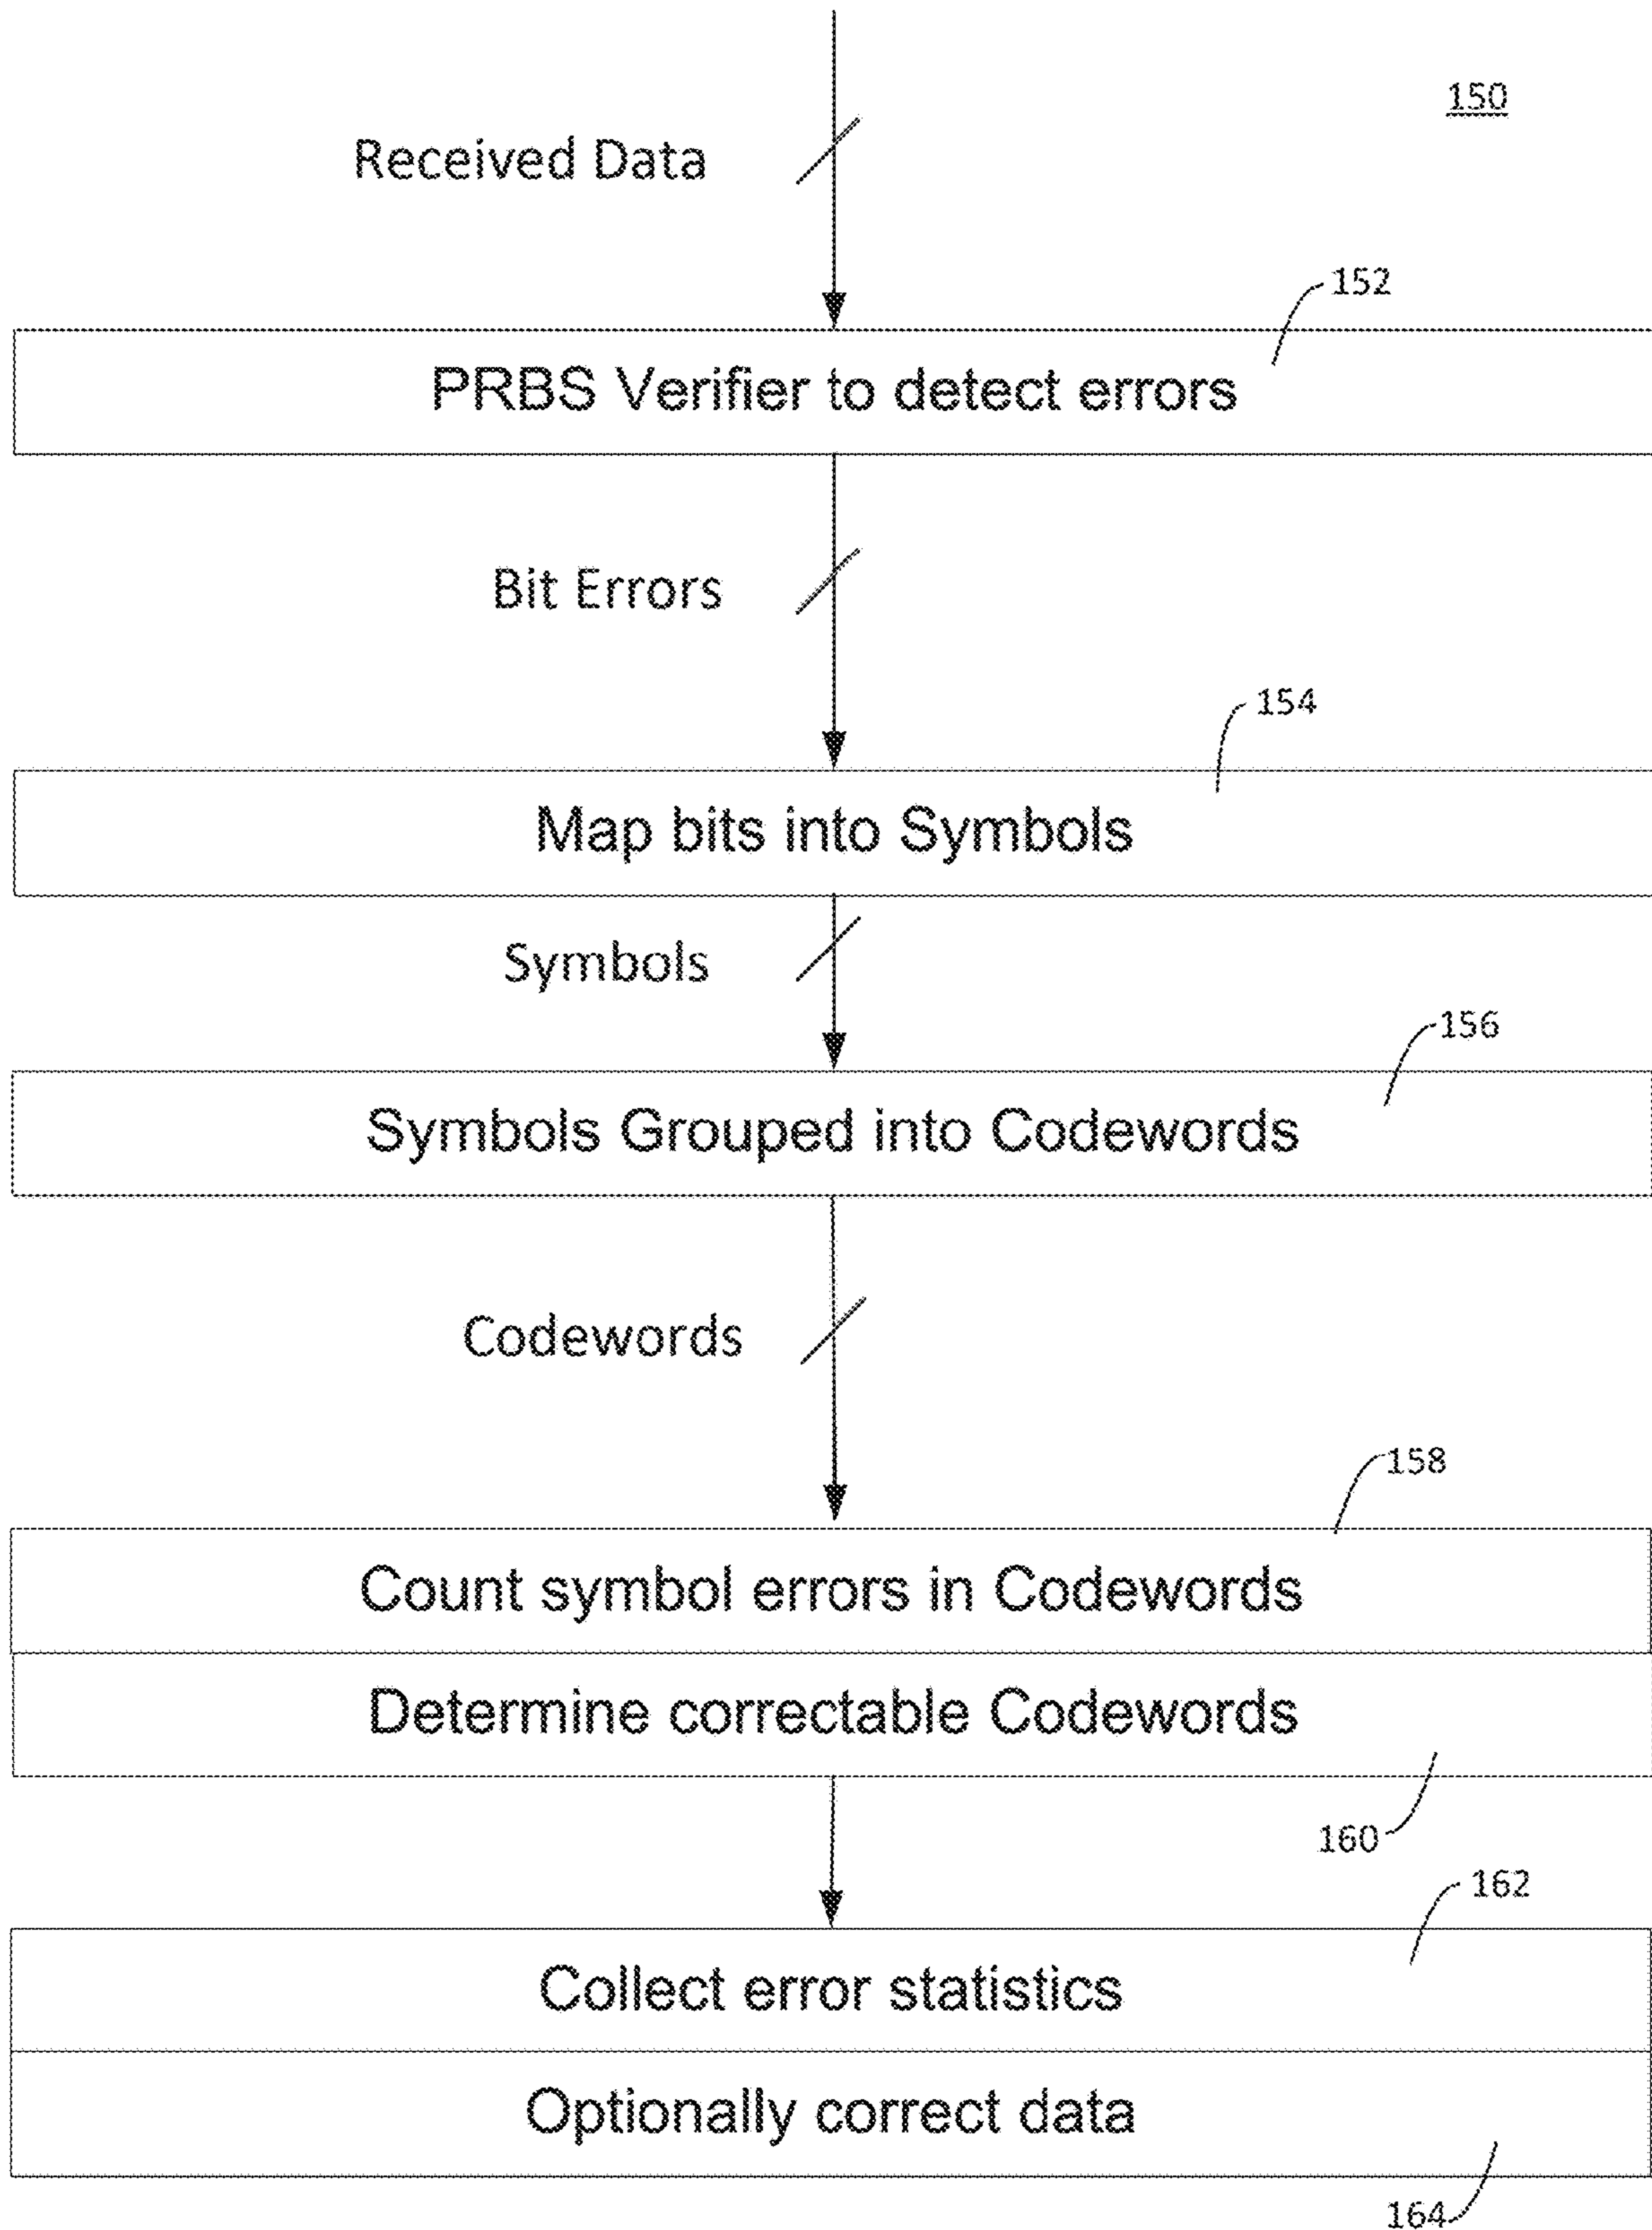 150
Received Data
152
PRBS Verifier to detect errors
Bit Errors
154
Map bits into Symbols
Symbols
156
Symbols Grouped into Codewords
Codewords
158
Count symbol errors in Codewords
Determine correctable Codewords
160
162
Collect error statistics
Optionally correct data
164